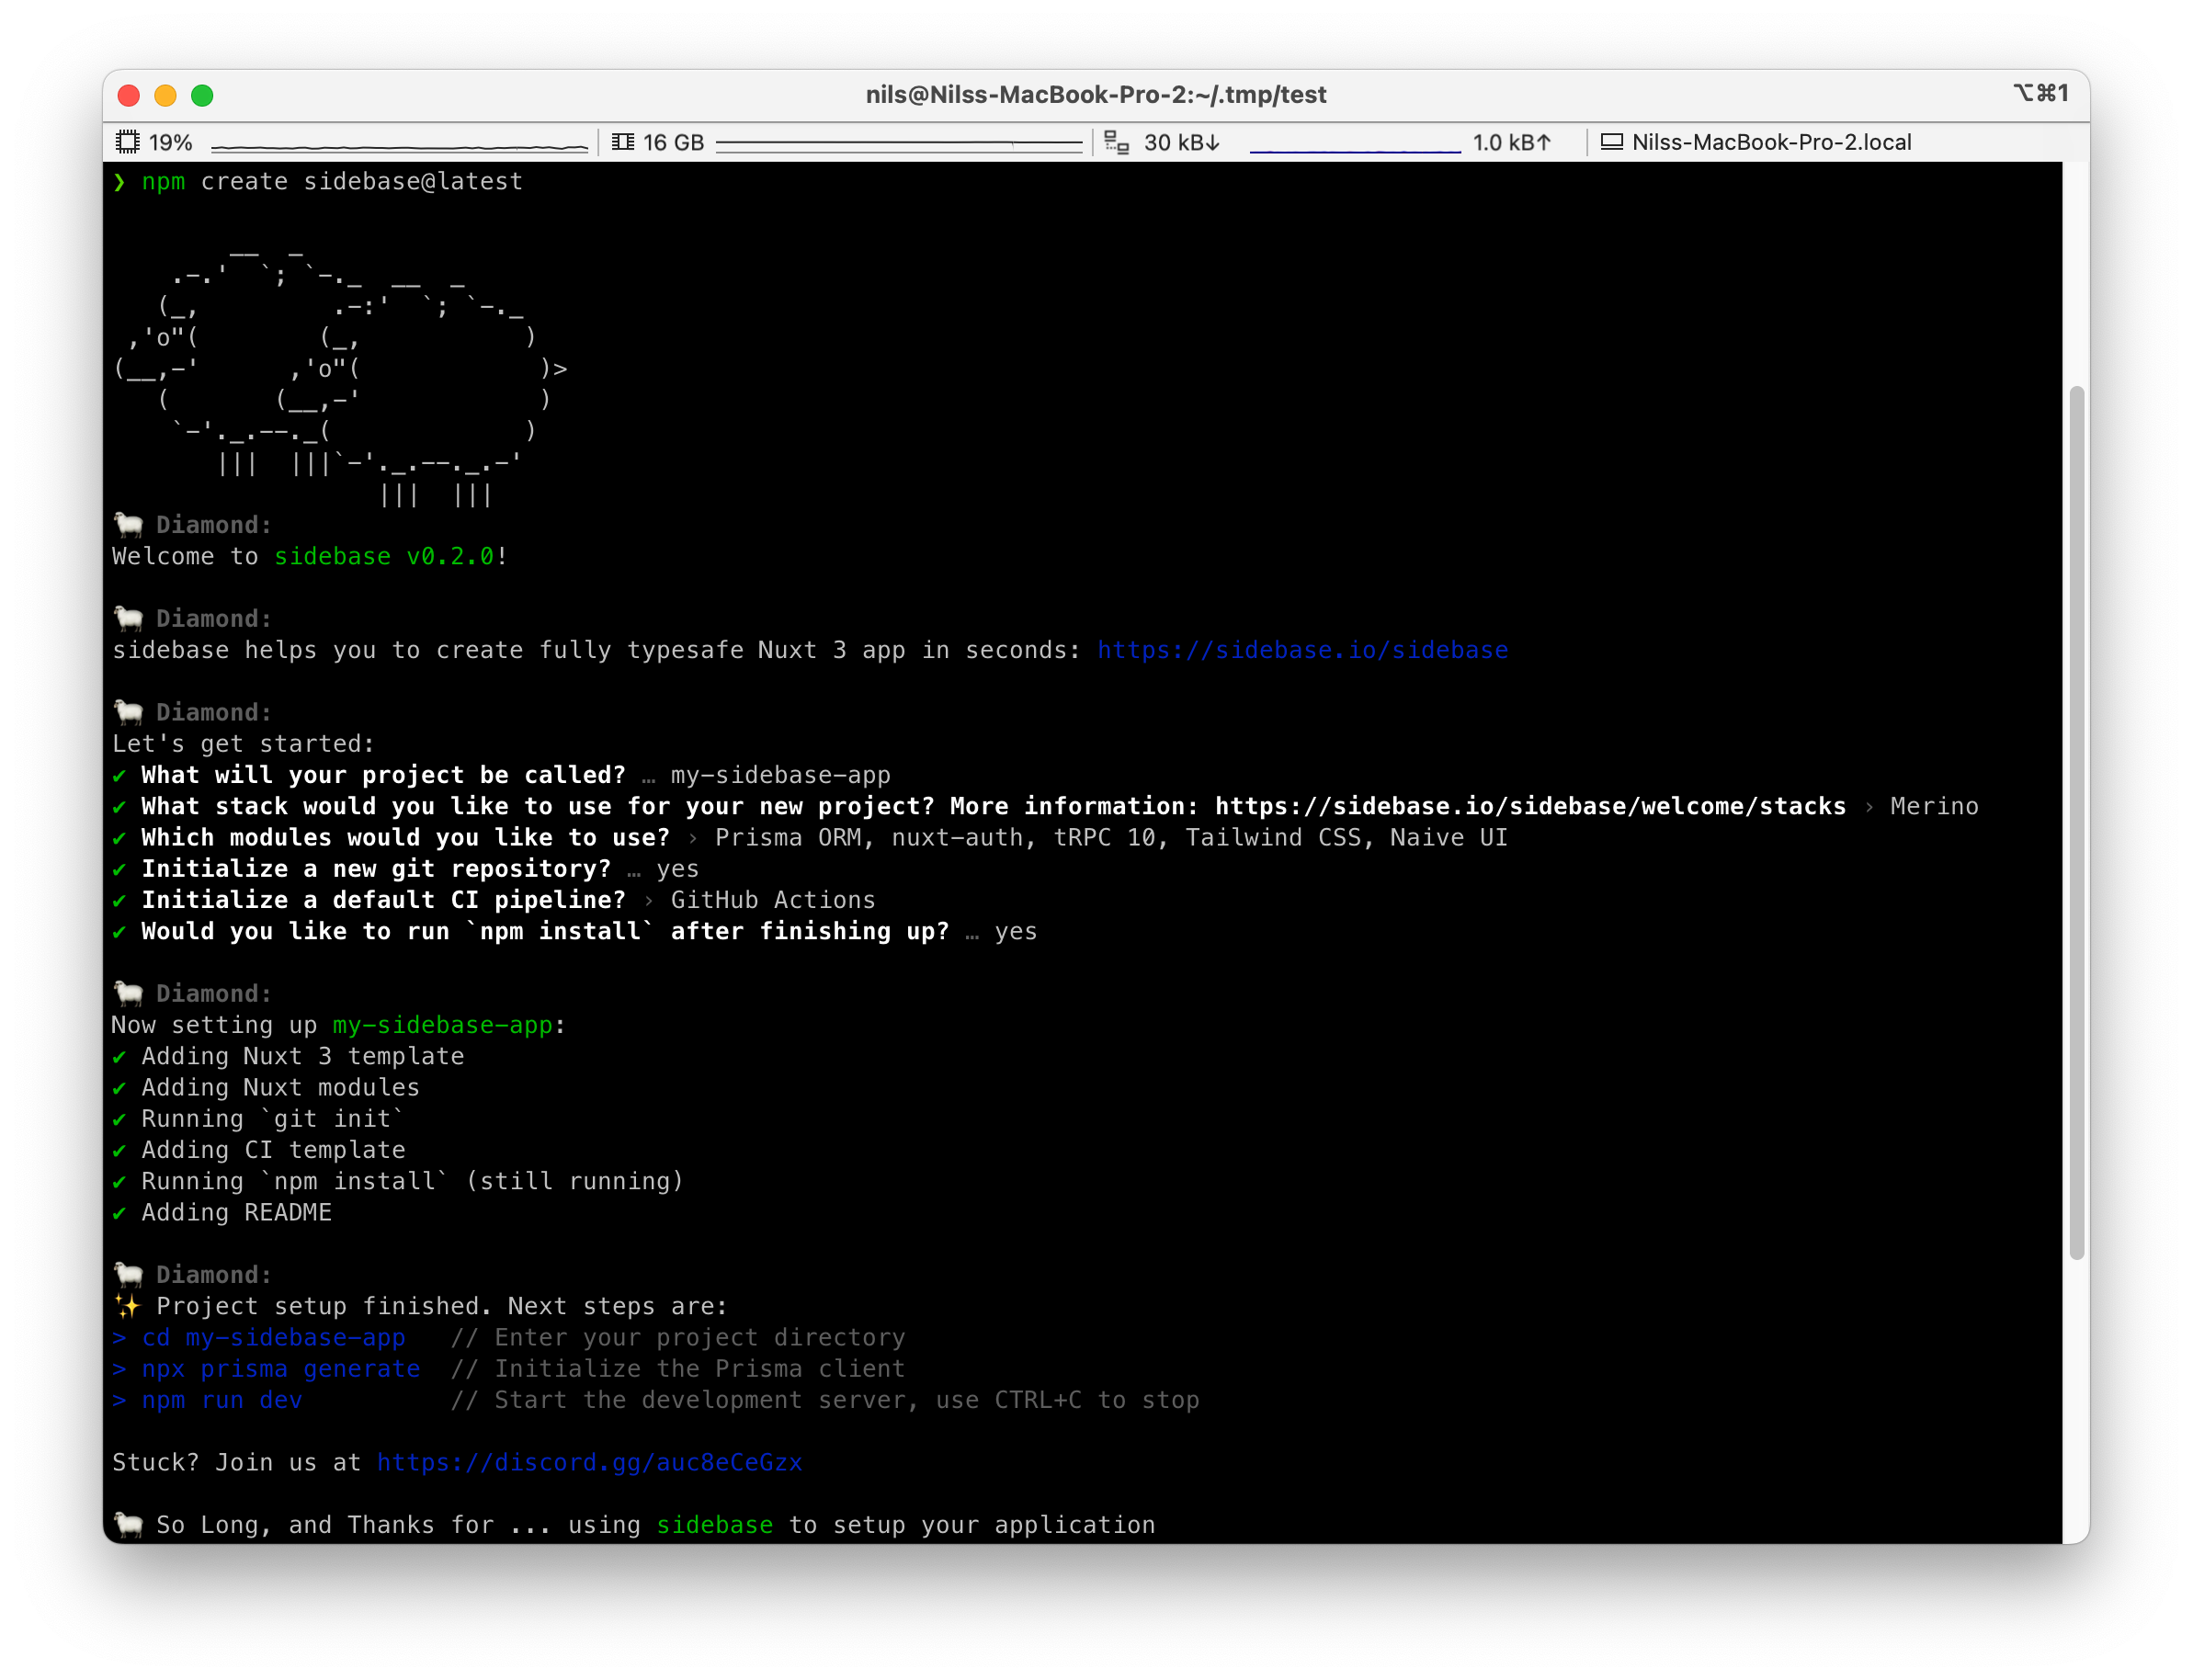 nils@Nilss-MacBook-Pro-2:~/.tmp/test ⌥⌘1
19% 16 GB 30 kB↓ 1.0 kB↑ Nilss-MacBook-Pro-2.local
❯ npm create sidebase@latest
        __  _
    .-.'  `; `-._  __  _
   (_,         .-:'  `; `-._
 ,'o"(        (_,           )
(__,-'      ,'o"(            )>
   (       (__,-'            )
    `-'._.--._(             )
       |||  |||`-'._.--._.-'
                  |||  |||
🐑 Diamond:
Welcome to sidebase v0.2.0!
🐑 Diamond:
sidebase helps you to create fully typesafe Nuxt 3 app in seconds: https://sidebase.io/sidebase
🐑 Diamond:
Let's get started:
✔ What will your project be called? … my-sidebase-app
✔ What stack would you like to use for your new project? More information: https://sidebase.io/sidebase/welcome/stacks › Merino
✔ Which modules would you like to use? › Prisma ORM, nuxt-auth, tRPC 10, Tailwind CSS, Naive UI
✔ Initialize a new git repository? … yes
✔ Initialize a default CI pipeline? › GitHub Actions
✔ Would you like to run `npm install` after finishing up? … yes
🐑 Diamond:
Now setting up my-sidebase-app:
✔ Adding Nuxt 3 template
✔ Adding Nuxt modules
✔ Running `git init`
✔ Adding CI template
✔ Running `npm install` (still running)
✔ Adding README
🐑 Diamond:
✨ Project setup finished. Next steps are:
> cd my-sidebase-app   // Enter your project directory
> npx prisma generate  // Initialize the Prisma client
> npm run dev          // Start the development server, use CTRL+C to stop
Stuck? Join us at https://discord.gg/auc8eCeGzx
🐑 So Long, and Thanks for ... using sidebase to setup your application